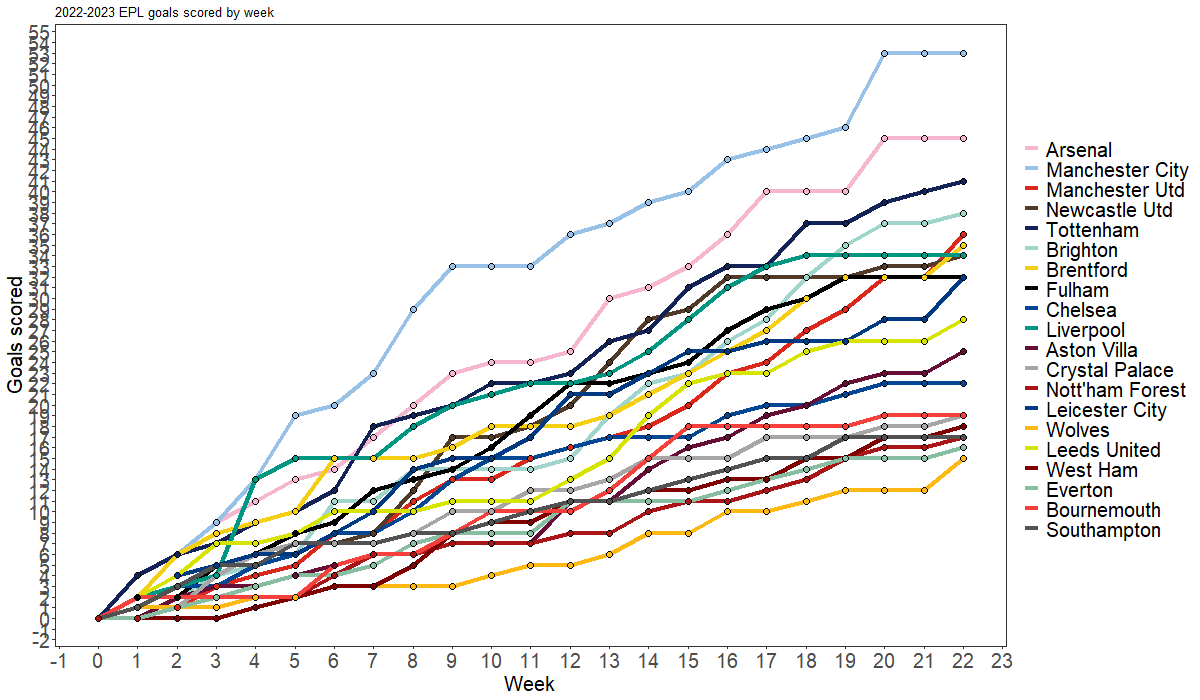 2022-2023 EPL goals scored by week
55
54
53
52
51
50
49
48
47
46
45
44
43
42
41
40
39
38
37
36
35
34
33
32
31
30
29
28
27
26
25
24
23
22
21
20
19
18
17
16
15
14
13
12
11
10
9
8
7
6
5
4
3
2
1
0
-1
-2
Goals scored
-1 0 1 2 3 4 5 6 7 8 9 10 11 12 13 14 15 16 17 18 19 20 21 22 23
Week
Arsenal
Manchester City
Manchester Utd
Newcastle Utd
Tottenham
Brighton
Brentford
Fulham
Chelsea
Liverpool
Aston Villa
Crystal Palace
Nott'ham Forest
Leicester City
Wolves
Leeds United
West Ham
Everton
Bournemouth
Southampton